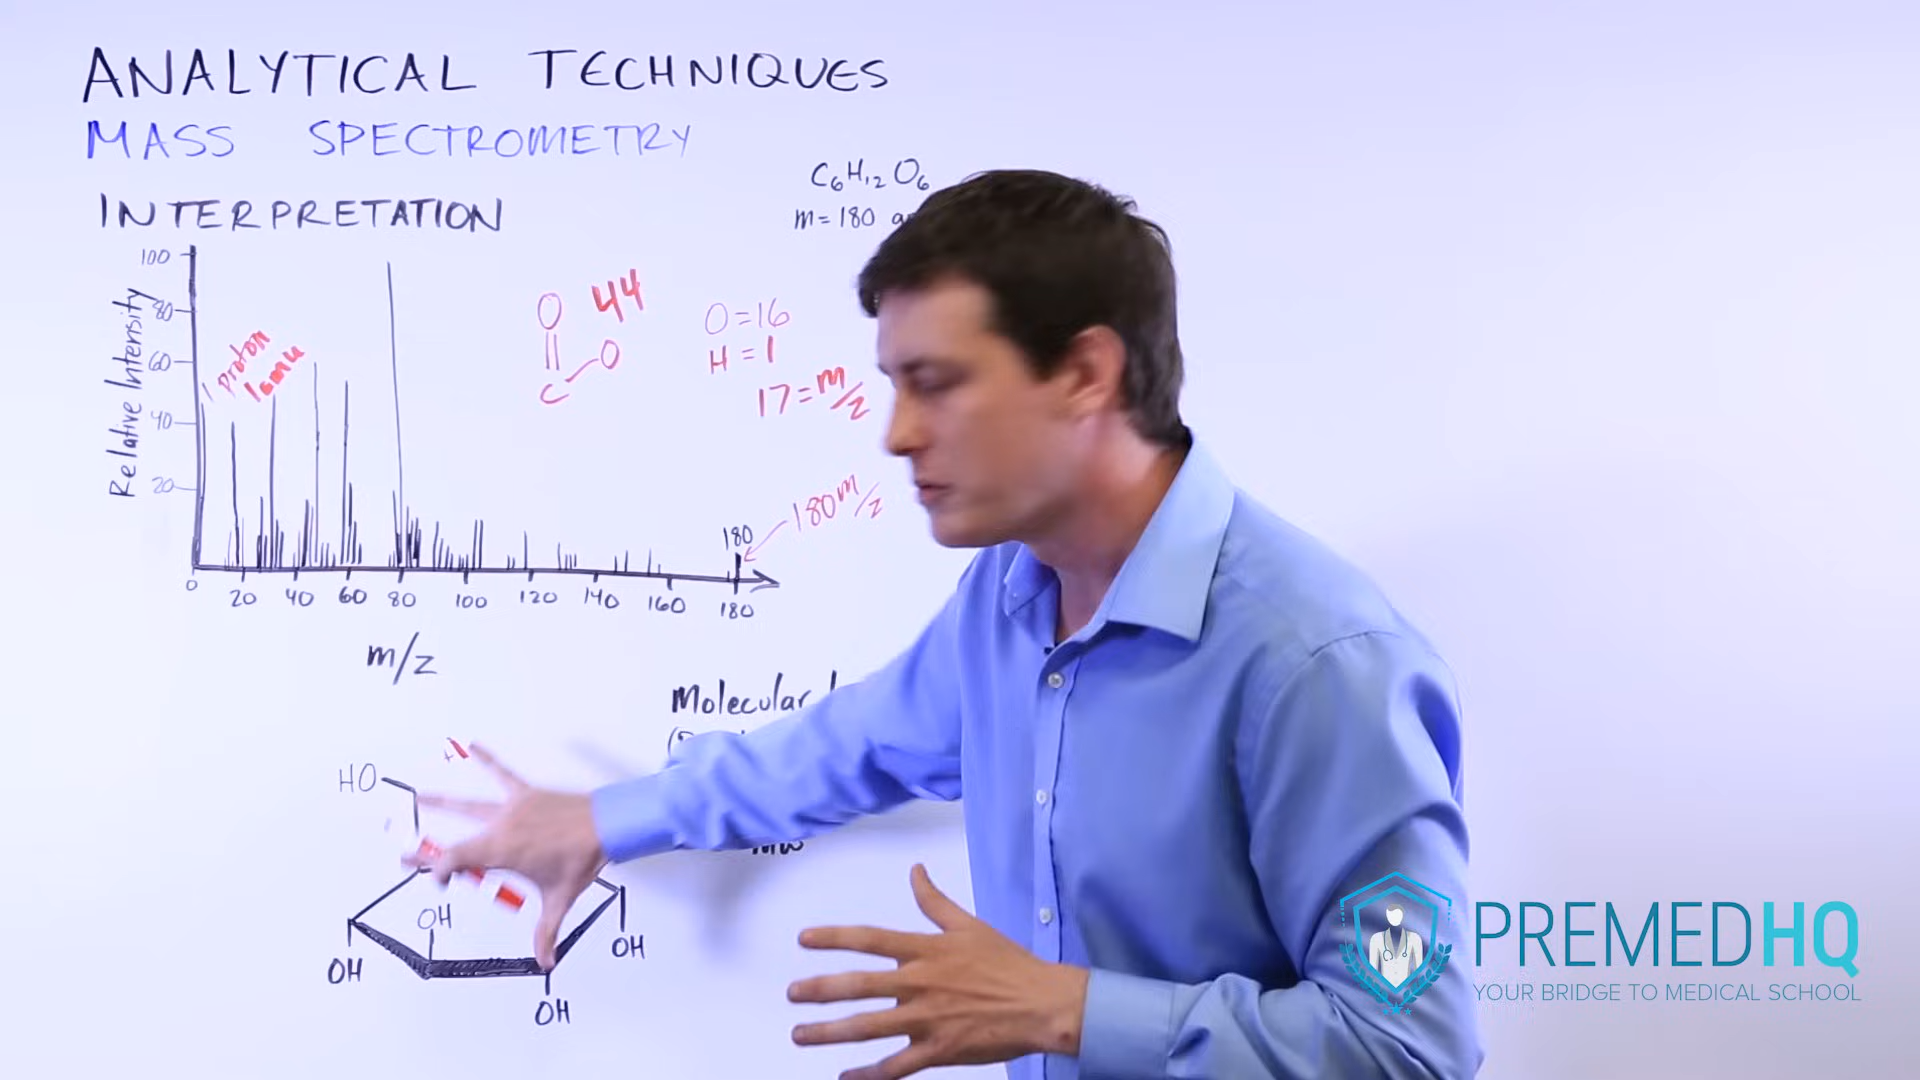 ANALYTICAL TECHNIQUES
MASS SPECTROMETRY
INTERPRETATION
C6H12O6
m=180
100
80
60
40
20
Relative Intensity
1 proton
1amu
O 44
O
C
O=16
H=1
17=m/z
180m/z
180
0 20 40 60 80 100 120 140 160 180
m/z
Molecular
HO
OH
OH
OH
OH
MW
PREMEDHQ
YOUR BRIDGE TO MEDICAL SCHOOL